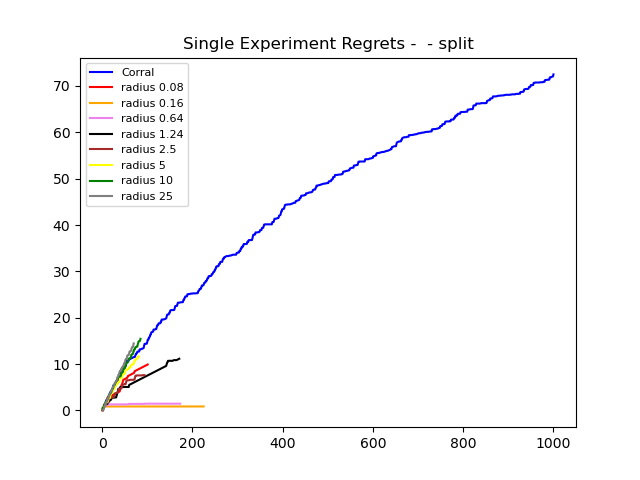 Single Experiment Regrets -  - split
Corral
radius 0.08
radius 0.16
radius 0.64
radius 1.24
radius 2.5
radius 5
radius 10
radius 25
70
60
50
40
30
20
10
0
0 200 400 600 800 1000